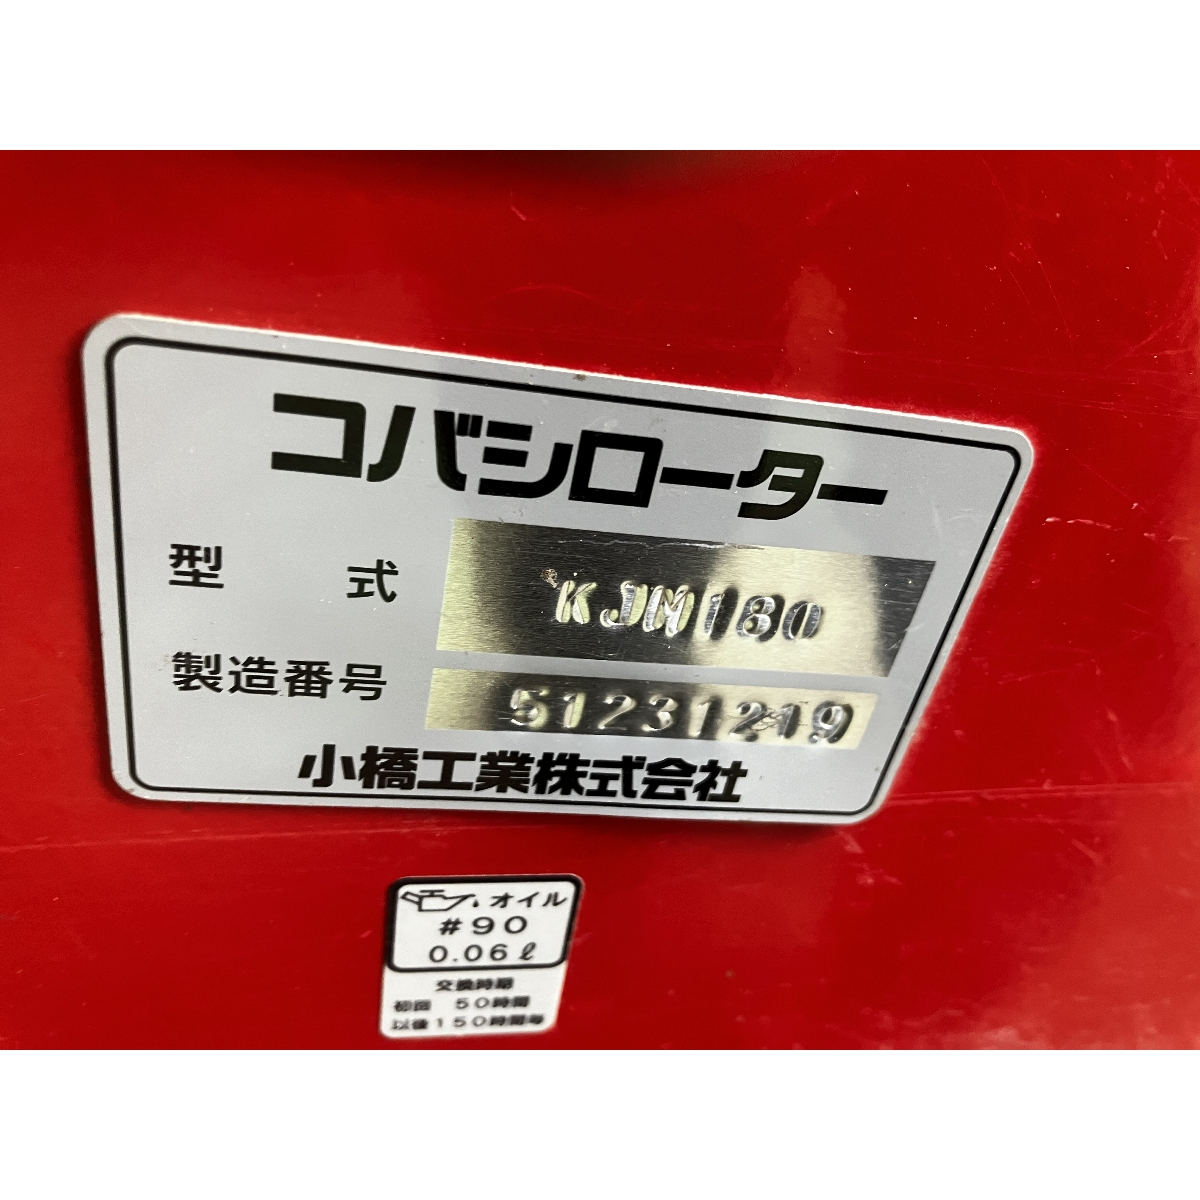 コバシローター
型式 KJM180
製造番号 51231219
小橋工業株式会社
オイル
#90
0.06ℓ
交換時期
初回 50時間
以後150時間毎